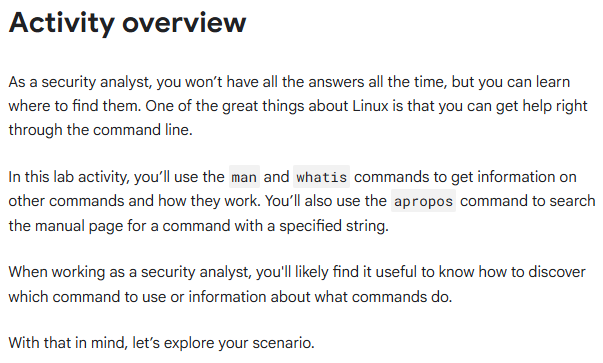 Activity overview
As a security analyst, you won’t have all the answers all the time, but you can learn
where to find them. One of the great things about Linux is that you can get help right
through the command line.
In this lab activity, you’ll use the man and whatis commands to get information on
other commands and how they work. You’ll also use the apropos command to search
the manual page for a command with a specified string.
When working as a security analyst, you'll likely find it useful to know how to discover
which command to use or information about what commands do.
With that in mind, let’s explore your scenario.